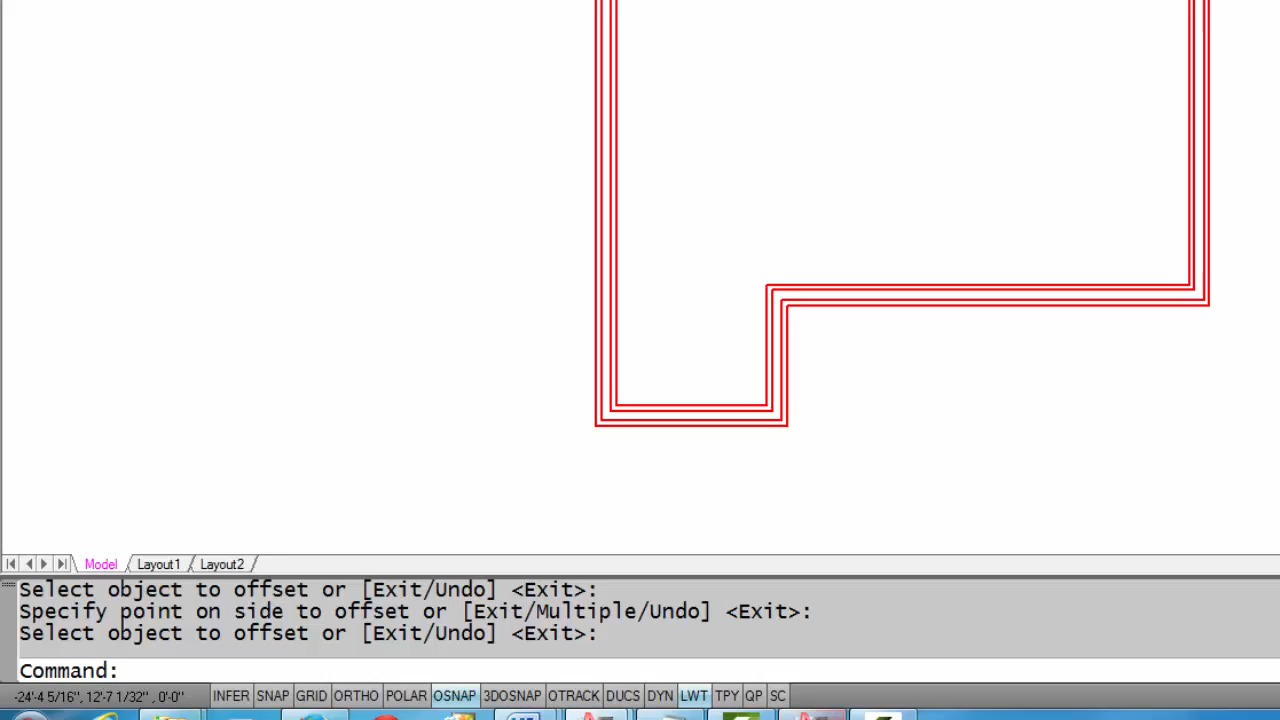 Model Layout1 Layout2
Select object to offset or [Exit/Undo] <Exit>:
Specify point on side to offset or [Exit/Multiple/Undo] <Exit>:
Select object to offset or [Exit/Undo] <Exit>:
Command:
-24'-4 5/16", 12'-7 1/32" , 0'-0" INFER SNAP GRID ORTHO POLAR OSNAP 3DOSNAP OTRACK DUCS DYN LWT TPY QP SC